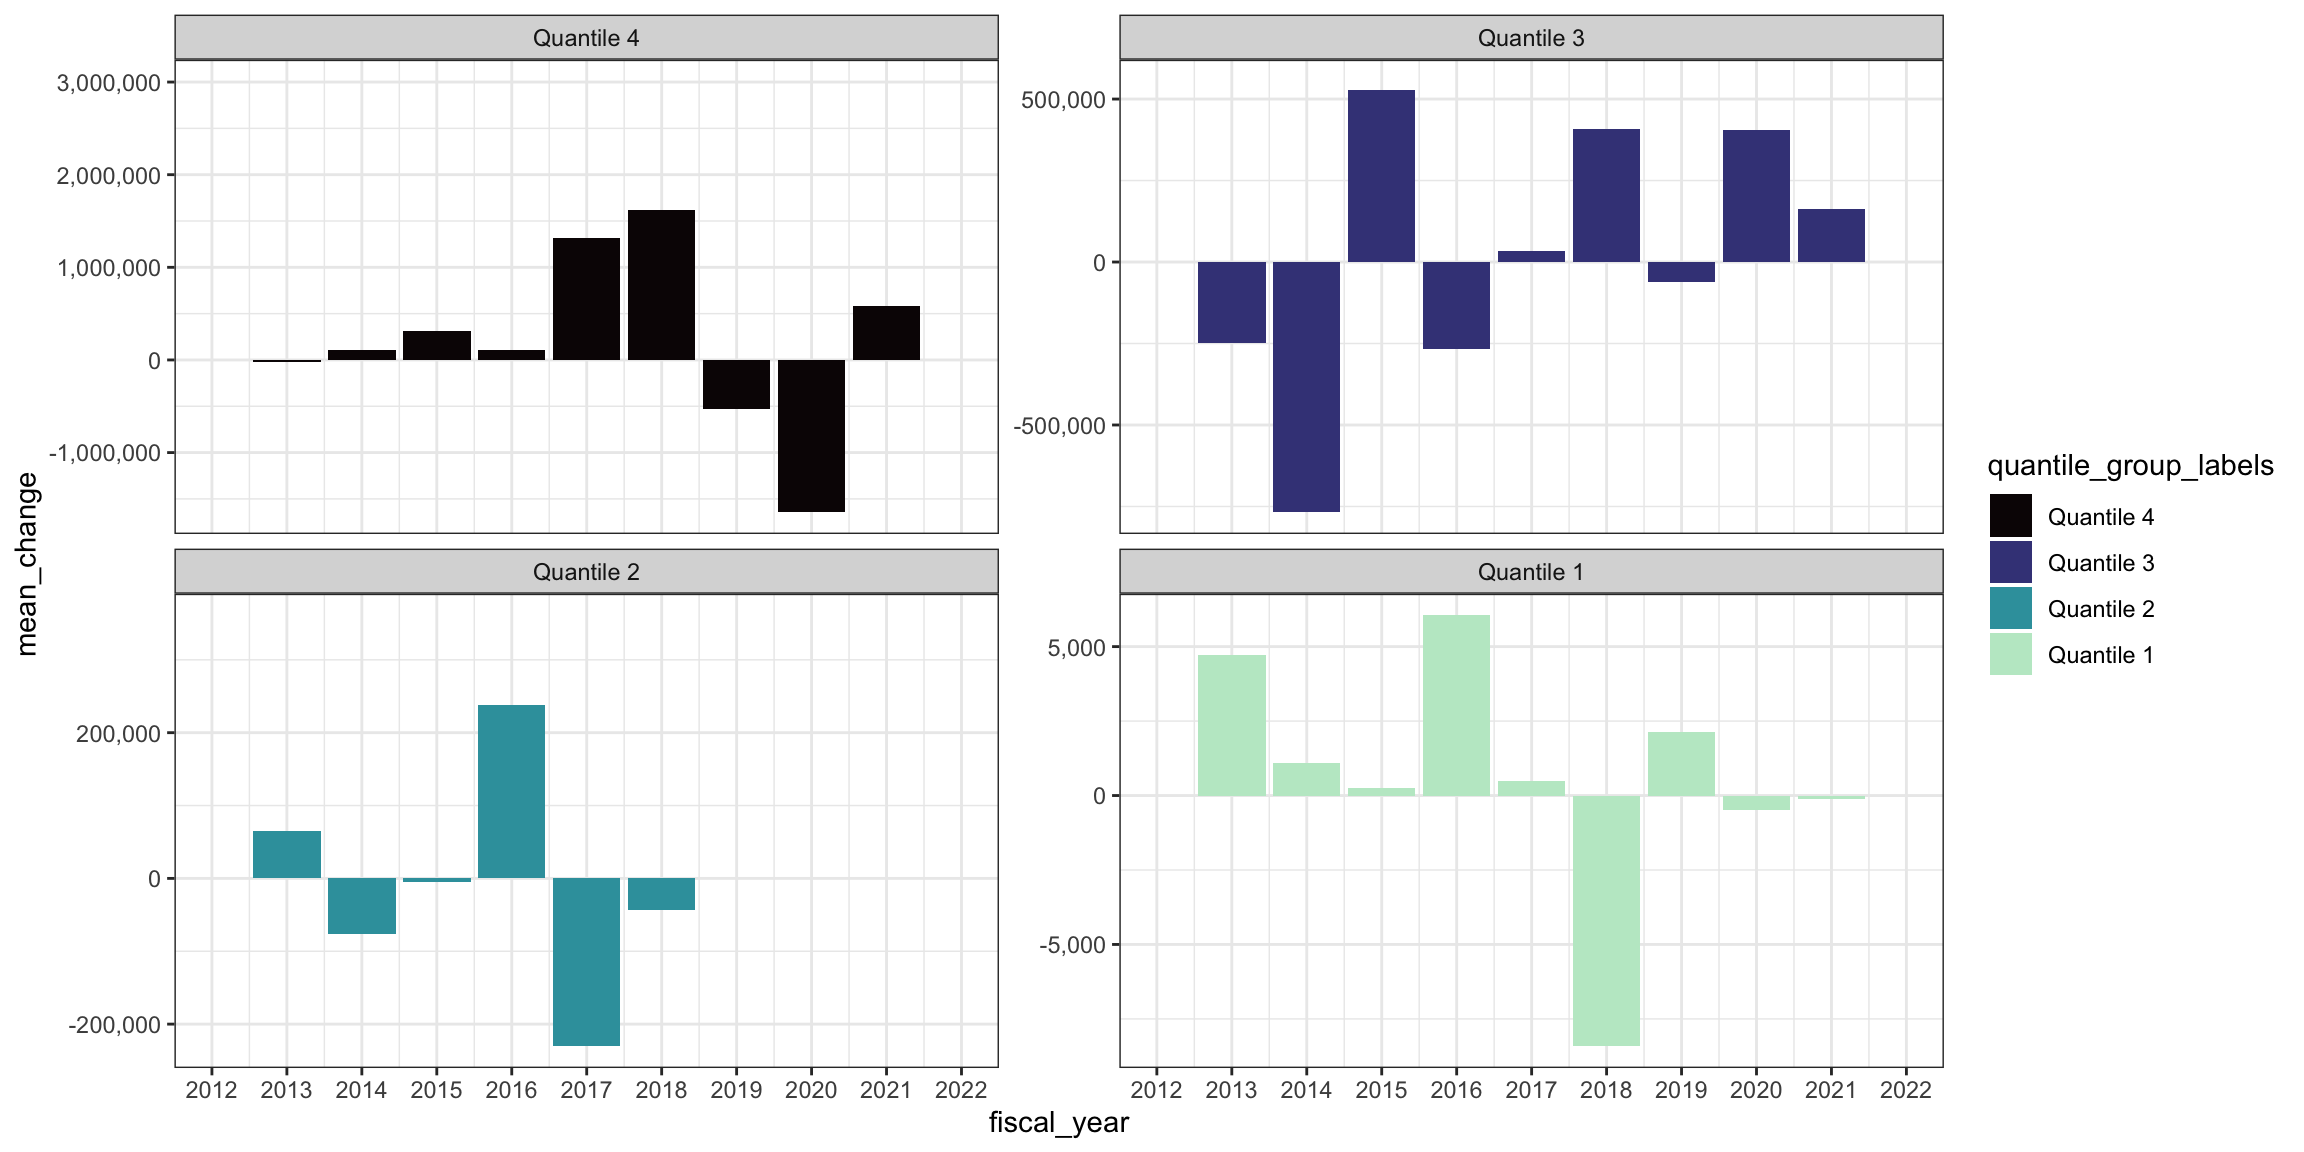 Quantile 4
3,000,000
2,000,000
1,000,000
0
-1,000,000
Quantile 3
500,000
0
-500,000
Quantile 2
200,000
0
-200,000
2012 2013 2014 2015 2016 2017 2018 2019 2020 2021 2022
Quantile 1
5,000
0
-5,000
2012 2013 2014 2015 2016 2017 2018 2019 2020 2021 2022
mean_change
fiscal_year
quantile_group_labels
Quantile 4
Quantile 3
Quantile 2
Quantile 1